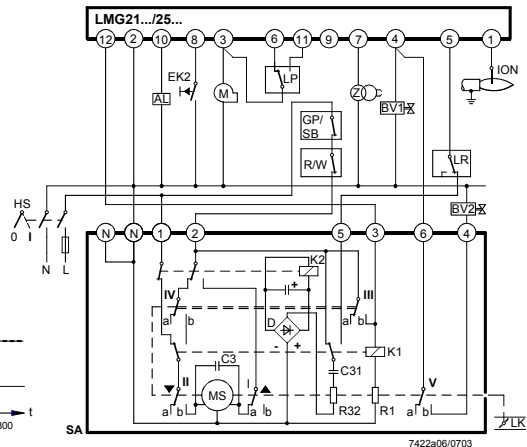 LMG21.../25...
12 2 10 8 3 6 11 9 7 4 5 1
ION
EK2
LP
AL
M
Z
C
BV1
GP/
SB
R/W
LR
HS
0 I
BV2
N L
N N 1 2 5 3 6 4
K2
+
IV
III
a b
a b
D
- +
K1
C31
C3
II
MS
I
V
a b
a b
R32
R1
a b
LK
t
300
SA
7422a06/0703